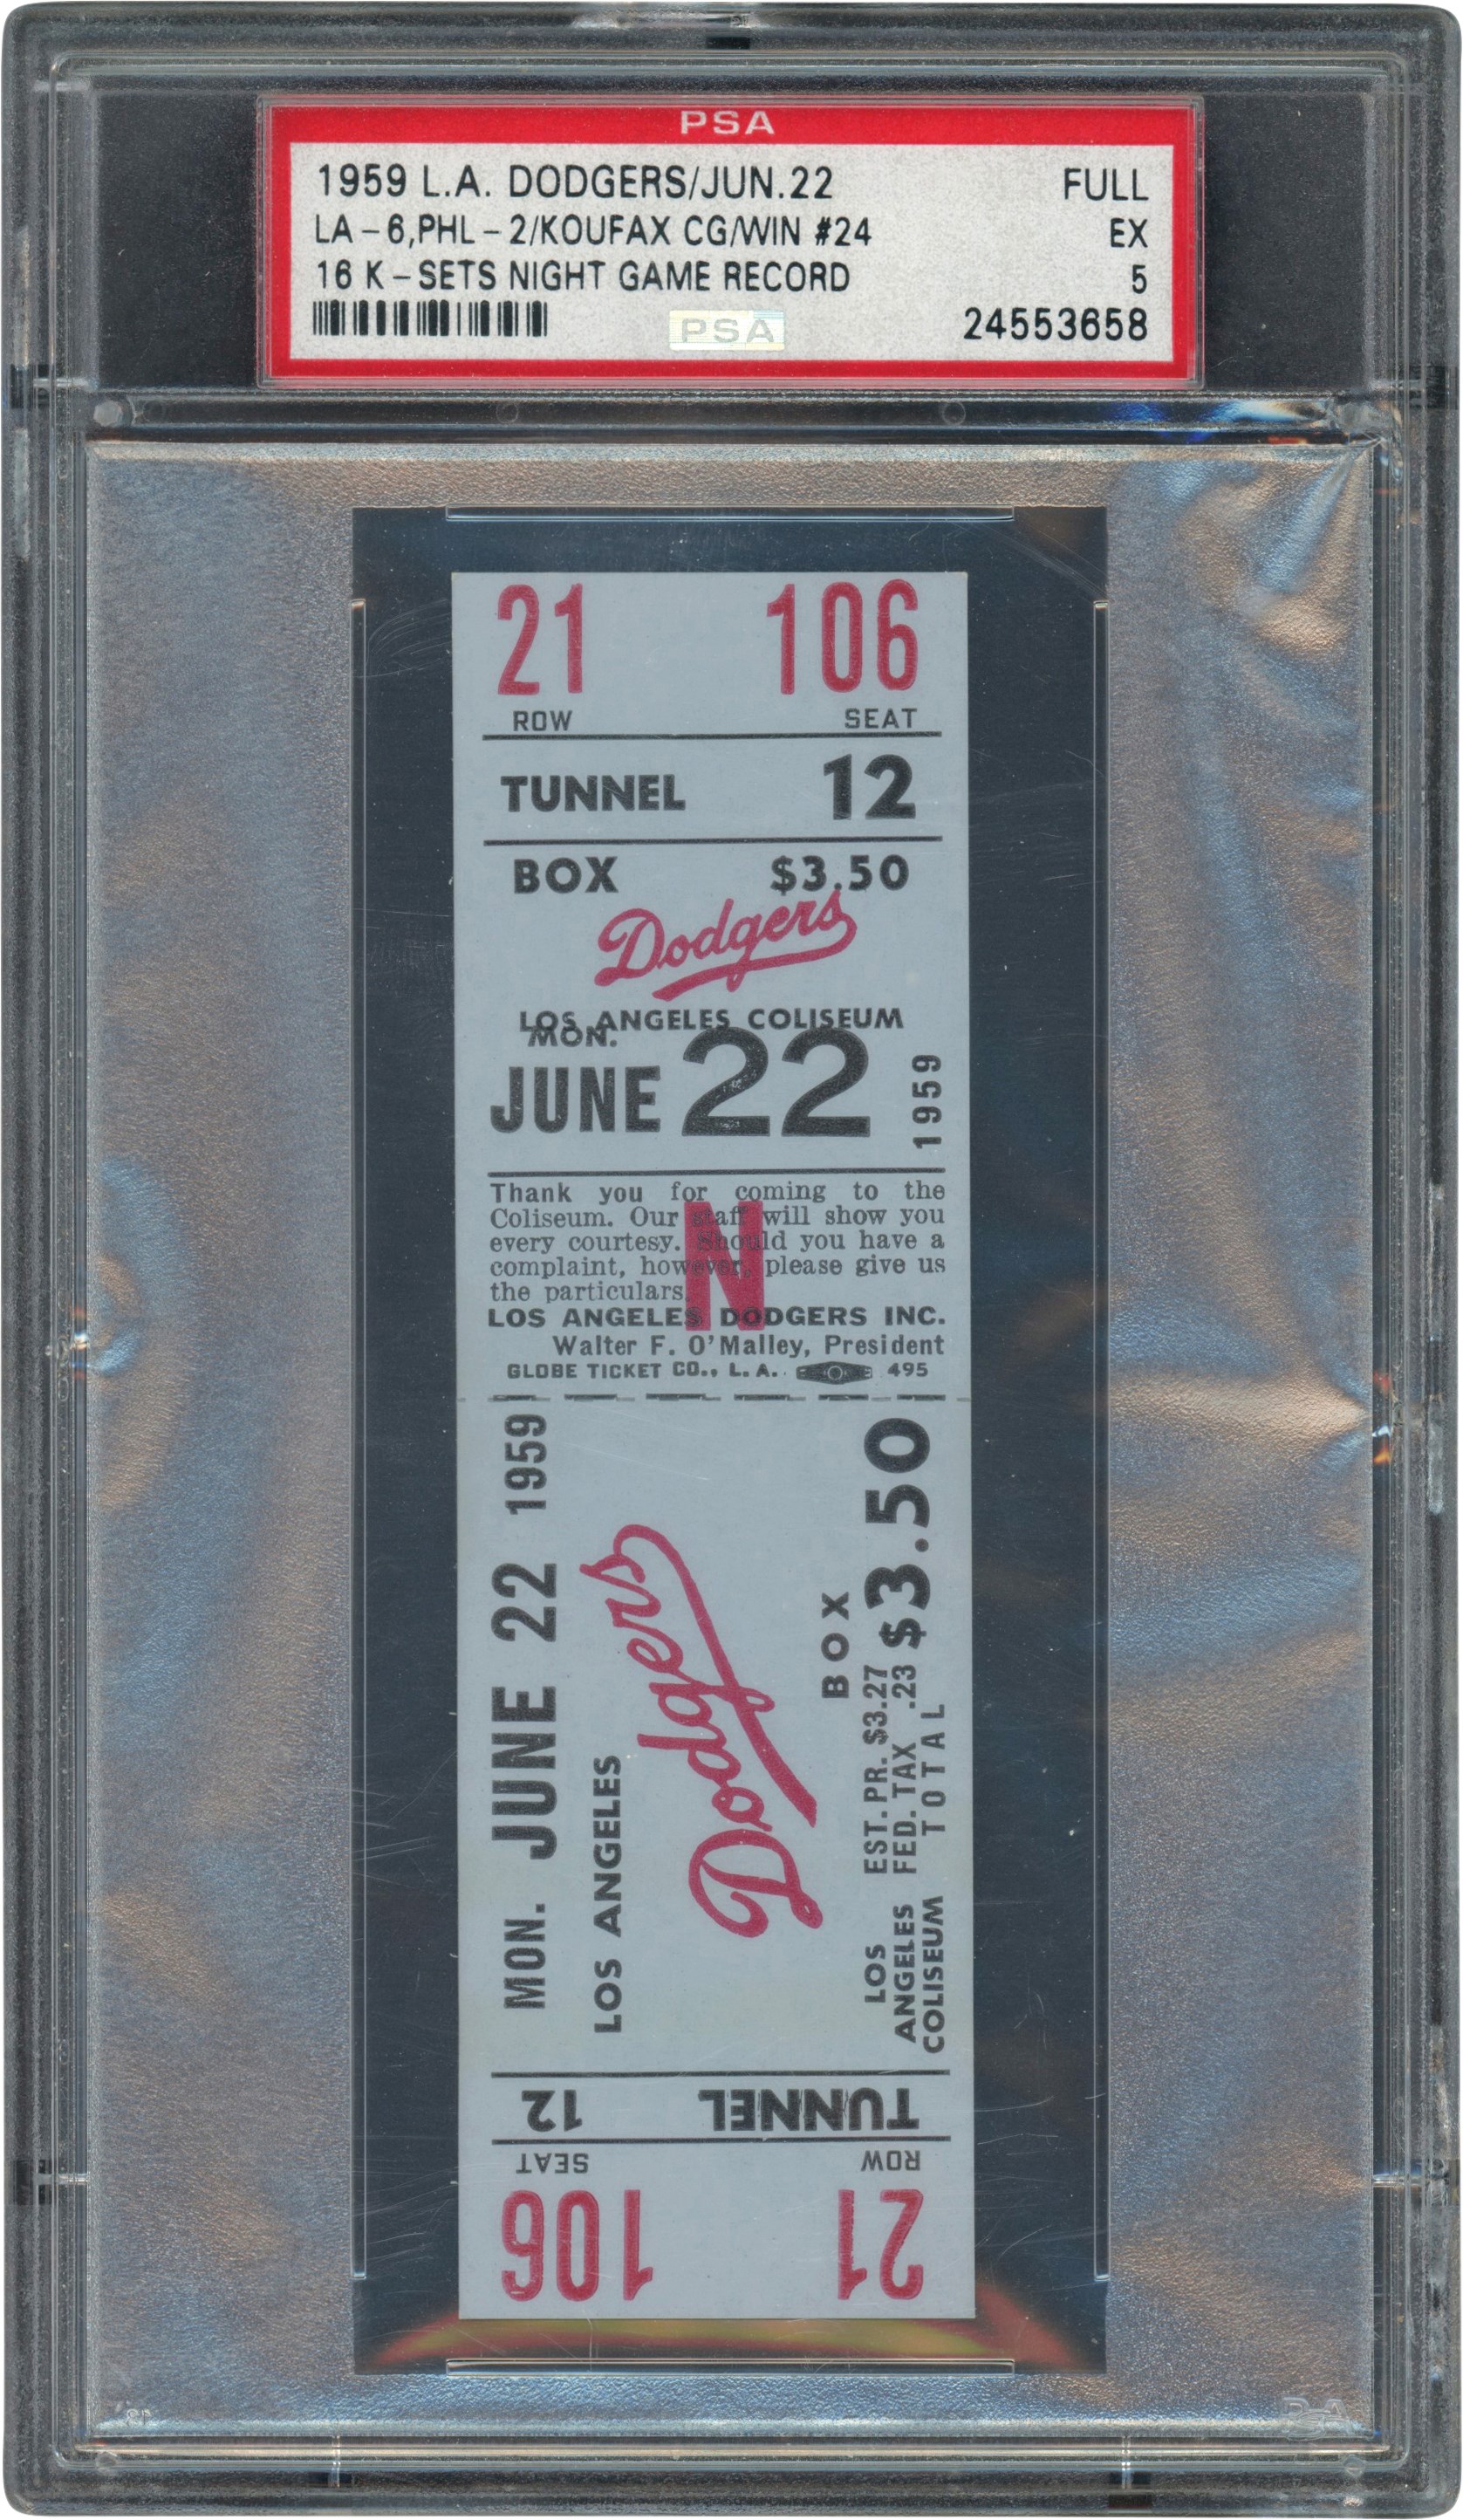 PSA
1959 L.A. DODGERS/JUN.22 FULL
LA-6,PHL-2/KOUFAX CG/WIN #24 EX
16 K-SETS NIGHT GAME RECORD 5
PSA 24553658
21 106
ROW SEAT
TUNNEL 12
BOX $3.50
Dodgers
LOS ANGELES COLISEUM
MON.
JUNE 22 1959
Thank you for coming to the
Coliseum. Our staff will show you
every courtesy. Should you have a
complaint, however, please give us
the particulars.
N
LOS ANGELES DODGERS INC.
Walter F. O'Malley, President
GLOBE TICKET CO., L.A. 495
MON. JUNE 22 1959
LOS ANGELES
Dodgers
BOX
LOS ANGELES COLISEUM
EST. PR. $3.27
FED. TAX .23
TOTAL $3.50
TUNNEL 12
ROW SEAT
21 106
PSA